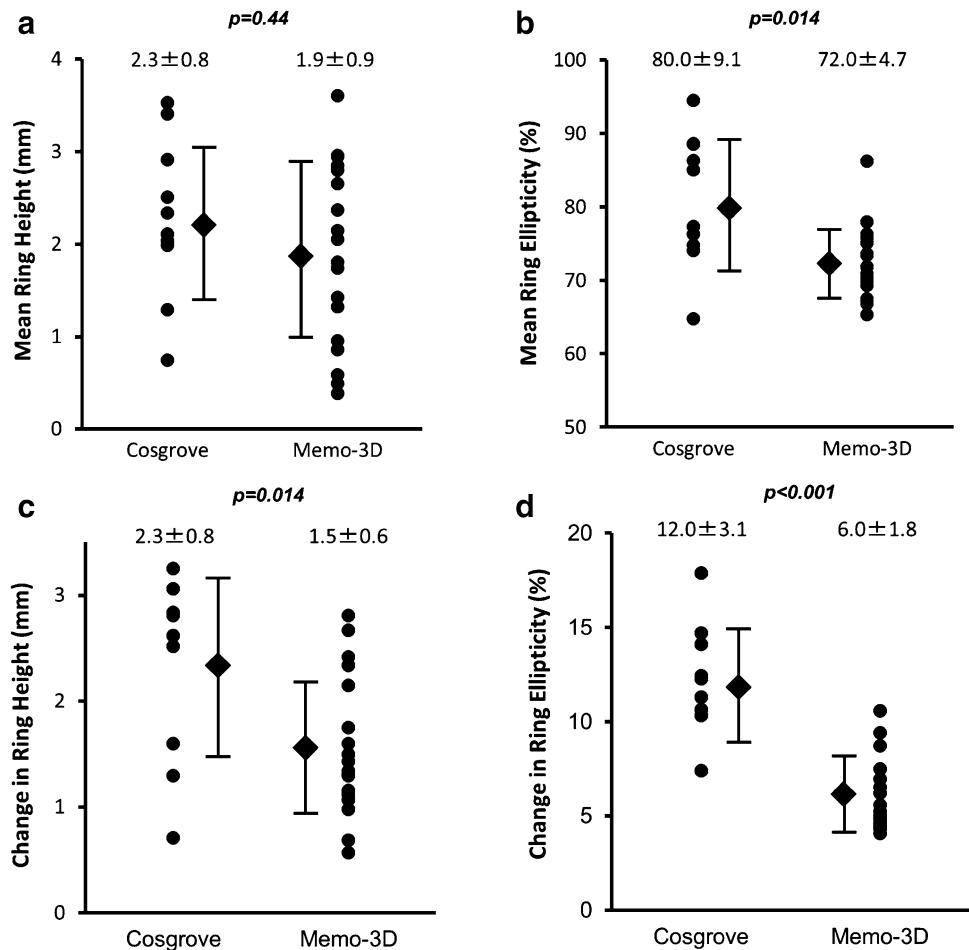 a
p=0.44
2.3±0.8 1.9±0.9
Mean Ring Height (mm)
4
3
2
1
0
Cosgrove Memo-3D
b
p=0.014
80.0±9.1 72.0±4.7
Mean Ring Ellipticity (%)
100
90
80
70
60
50
Cosgrove Memo-3D
c
p=0.014
2.3±0.8 1.5±0.6
Change in Ring Height (mm)
3
2
1
0
Cosgrove Memo-3D
d
p<0.001
12.0±3.1 6.0±1.8
Change in Ring Ellipticity (%)
20
15
10
5
0
Cosgrove Memo-3D